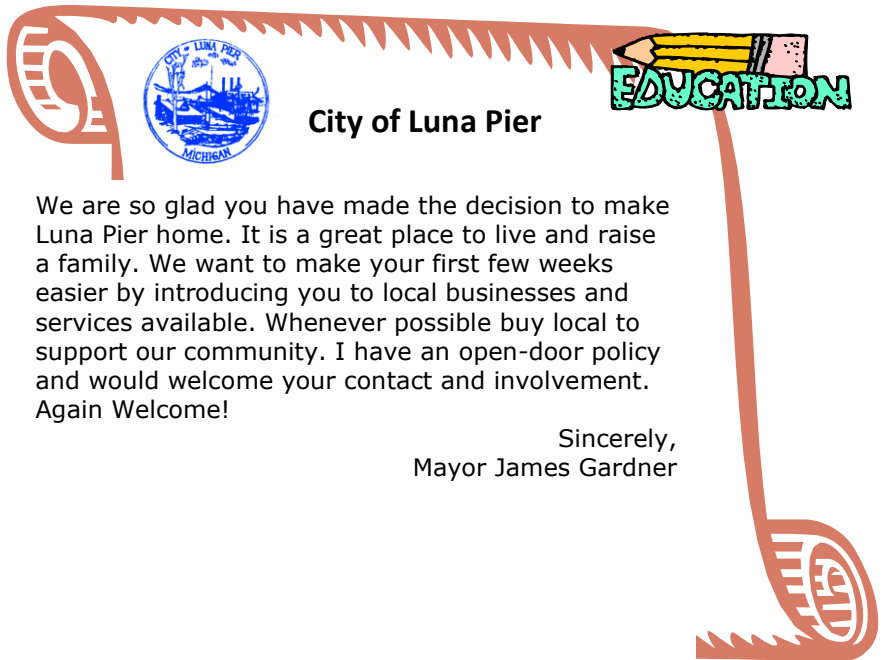 CITY OF LUNA PIER
MICHIGAN
EDUCATION
City of Luna Pier
We are so glad you have made the decision to make
Luna Pier home. It is a great place to live and raise
a family. We want to make your first few weeks
easier by introducing you to local businesses and
services available. Whenever possible buy local to
support our community. I have an open-door policy
and would welcome your contact and involvement.
Again Welcome!
Sincerely,
Mayor James Gardner